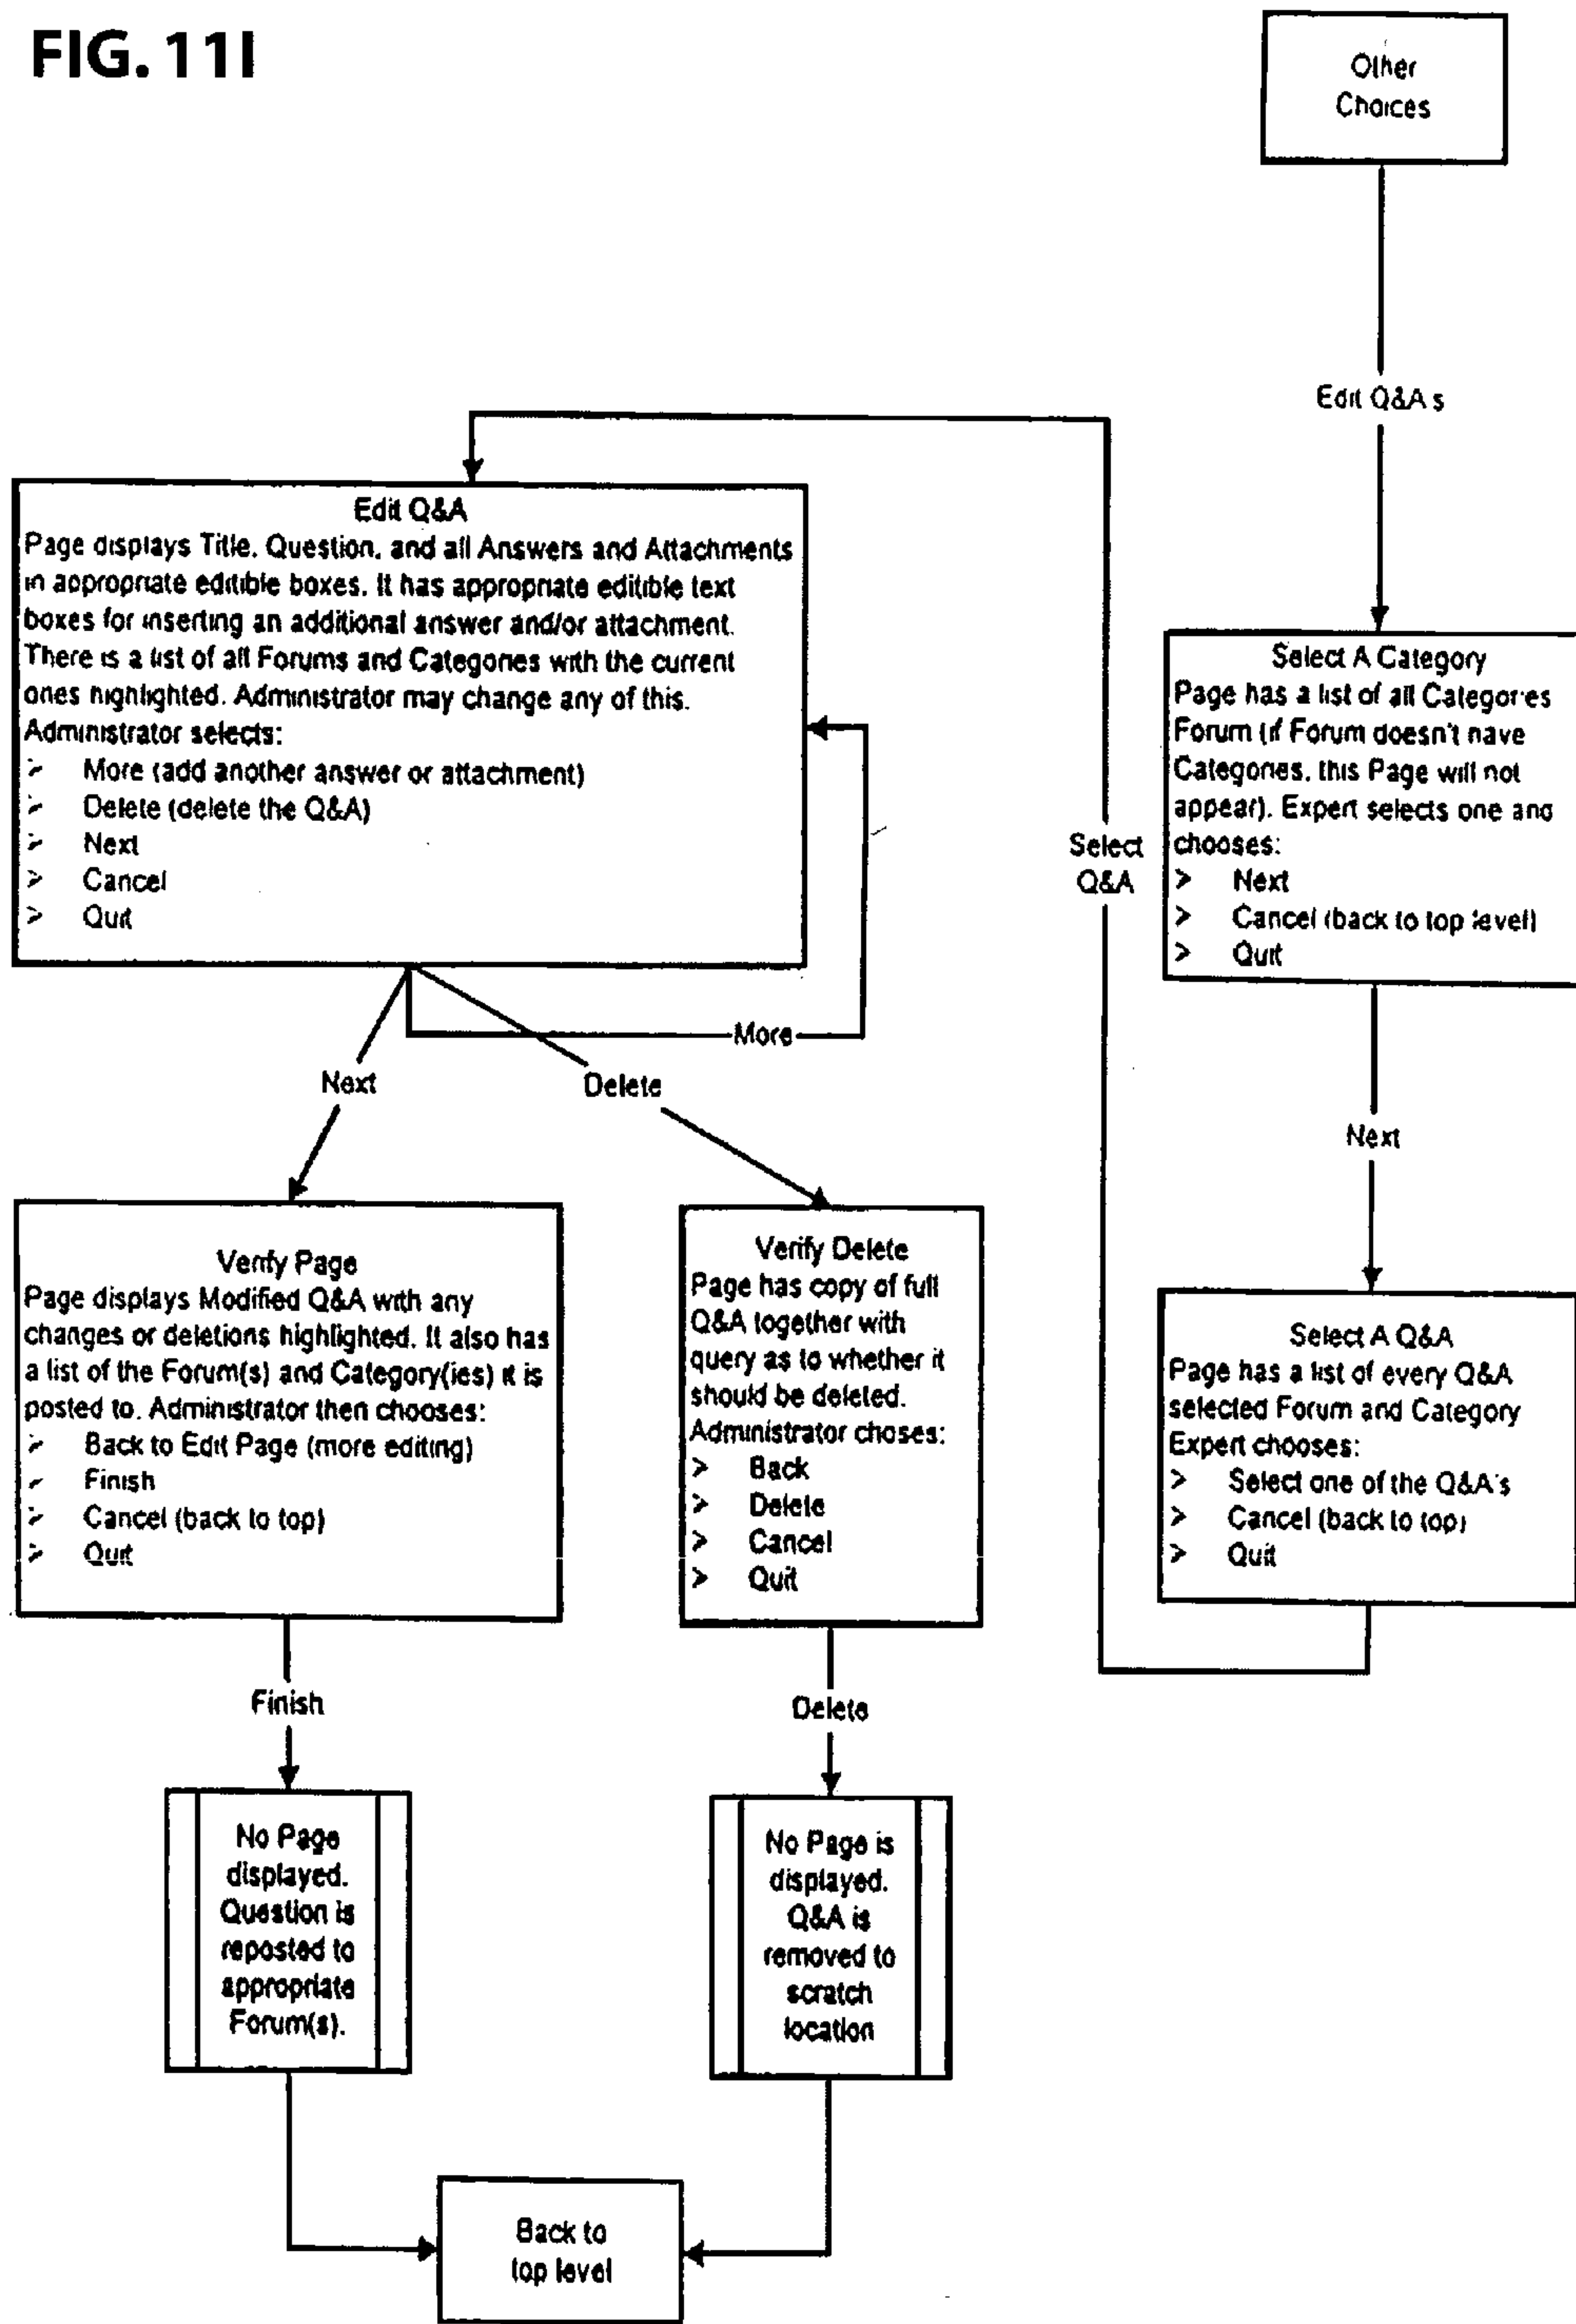 FIG. 11I
Other
Choices
Edit Q&A s
Select A Category
Page has a list of all Categories
Forum (if Forum doesn't have
Categories, this Page will not
appear). Expert selects one and
chooses:
> Next
> Cancel (back to top level)
> Quit
Next
Select A Q&A
Page has a list of every Q&A
selected Forum and Category
Expert chooses:
> Select one of the Q&A's
> Cancel (back to top)
> Quit
Select
Q&A
Edit Q&A
Page displays Title, Question, and all Answers and Attachments
in appropriate editible boxes. It has appropriate editible text
boxes for inserting an additional answer and/or attachment.
There is a list of all Forums and Categories with the current
ones highlighted. Administrator may change any of this.
Administrator selects:
> More (add another answer or attachment)
> Delete (delete the Q&A)
> Next
> Cancel
> Quit
More
Next
Delete
Verify Page
Page displays Modified Q&A with any
changes or deletions highlighted. It also has
a list of the Forum(s) and Category(ies) it is
posted to. Administrator then chooses:
> Back to Edit Page (more editing)
> Finish
> Cancel (back to top)
> Quit
Verify Delete
Page has copy of full
Q&A together with
query as to whether it
should be deleted.
Administrator choses:
> Back
> Delete
> Cancel
> Quit
Finish
Delete
No Page
displayed.
Question is
reposted to
appropriate
Forum(s).
No Page is
displayed.
Q&A is
removed to
scratch
location
Back to
top level